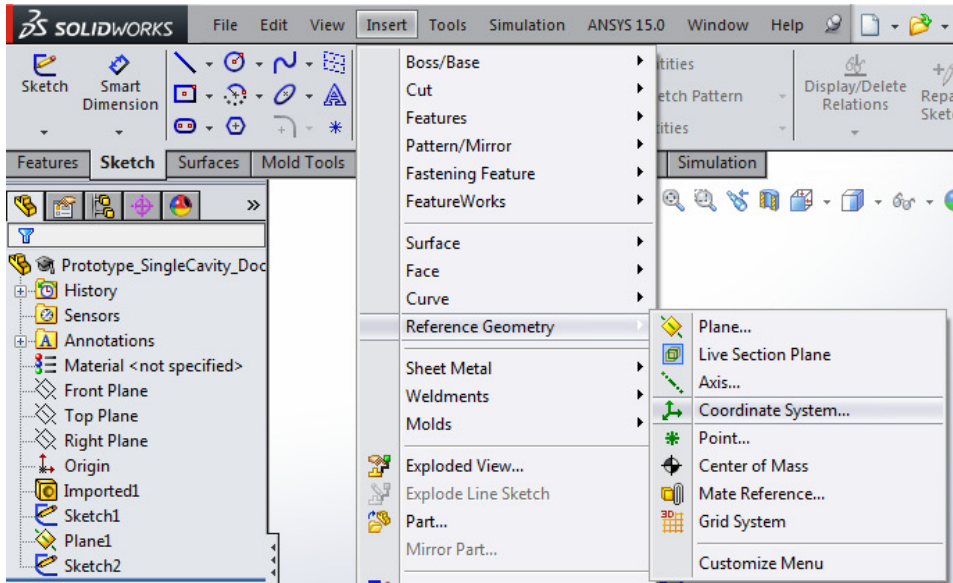 SOLIDWORKS File Edit View Insert Tools Simulation ANSYS 15.0 Window Help
Sketch
Smart
Dimension
Display/Delete
Relations
etch Pattern
Features Sketch Surfaces Mold Tools Simulation
Prototype_SingleCavity_Doc
History
Sensors
Annotations
Material <not specified>
Front Plane
Top Plane
Right Plane
Origin
Imported1
Sketch1
Plane1
Sketch2
Boss/Base
Cut
Features
Pattern/Mirror
Fastening Feature
FeatureWorks
Surface
Face
Curve
Reference Geometry
Sheet Metal
Weldments
Molds
Exploded View...
Explode Line Sketch
Part...
Mirror Part...
Plane...
Live Section Plane
Axis...
Coordinate System...
Point...
Center of Mass
Mate Reference...
Grid System
Customize Menu